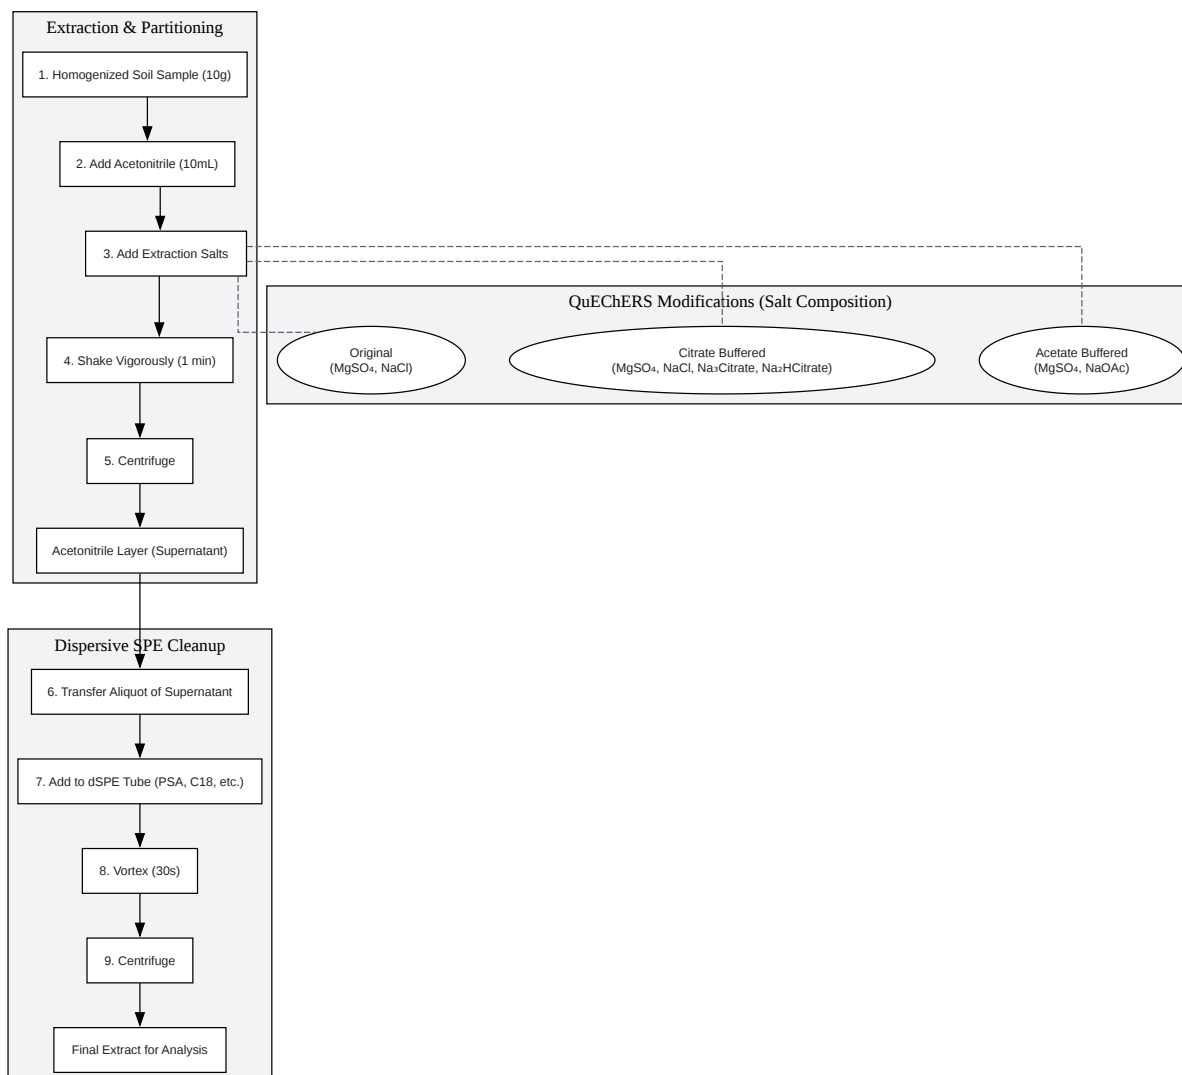 Extraction & Partitioning
1. Homogenized Soil Sample (10g)
2. Add Acetonitrile (10mL)
3. Add Extraction Salts
QuEChERS Modifications (Salt Composition)
Original
(MgSO₄, NaCl)
Citrate Buffered
(MgSO₄, NaCl, Na₃Citrate, Na₂HCitrate)
Acetate Buffered
(MgSO₄, NaOAc)
4. Shake Vigorously (1 min)
5. Centrifuge
Acetonitrile Layer (Supernatant)
Dispersive SPE Cleanup
6. Transfer Aliquot of Supernatant
7. Add to dSPE Tube (PSA, C18, etc.)
8. Vortex (30s)
9. Centrifuge
Final Extract for Analysis